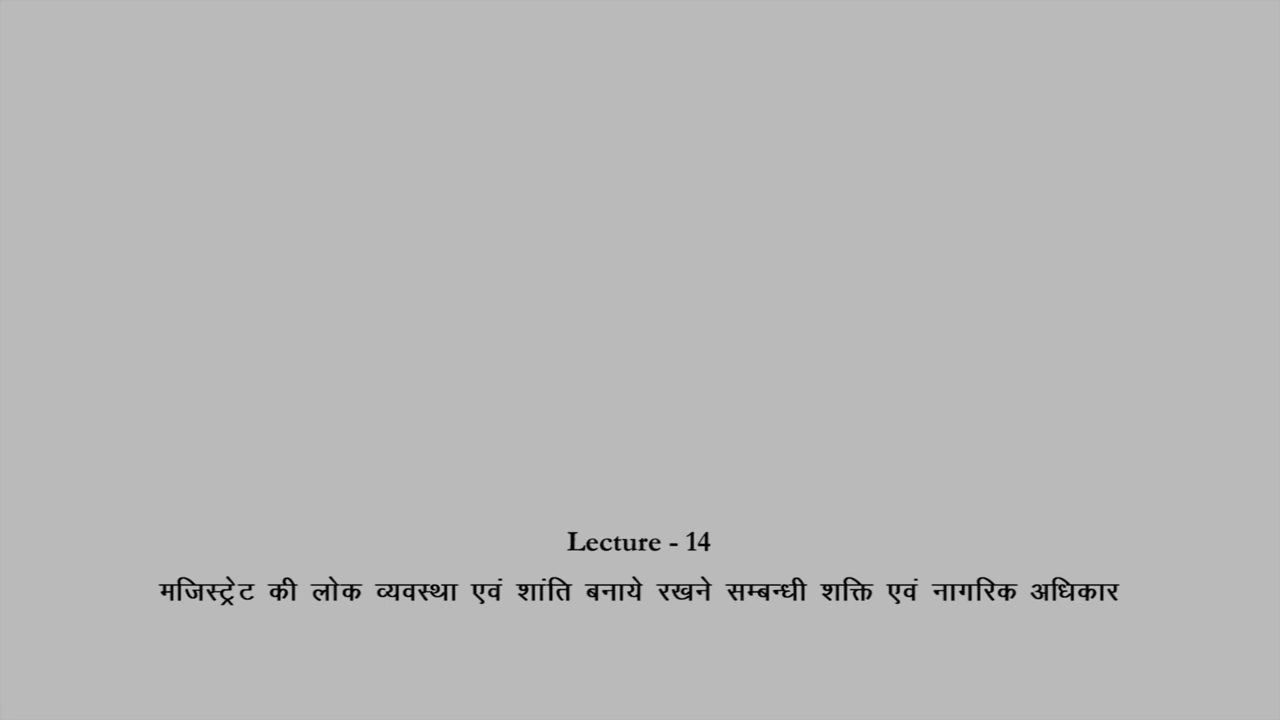 Lecture - 14
मजिस्ट्रेट की लोक व्यवस्था एवं शांति बनाये रखने सम्बन्धी शक्ति एवं नागरिक अधिकार